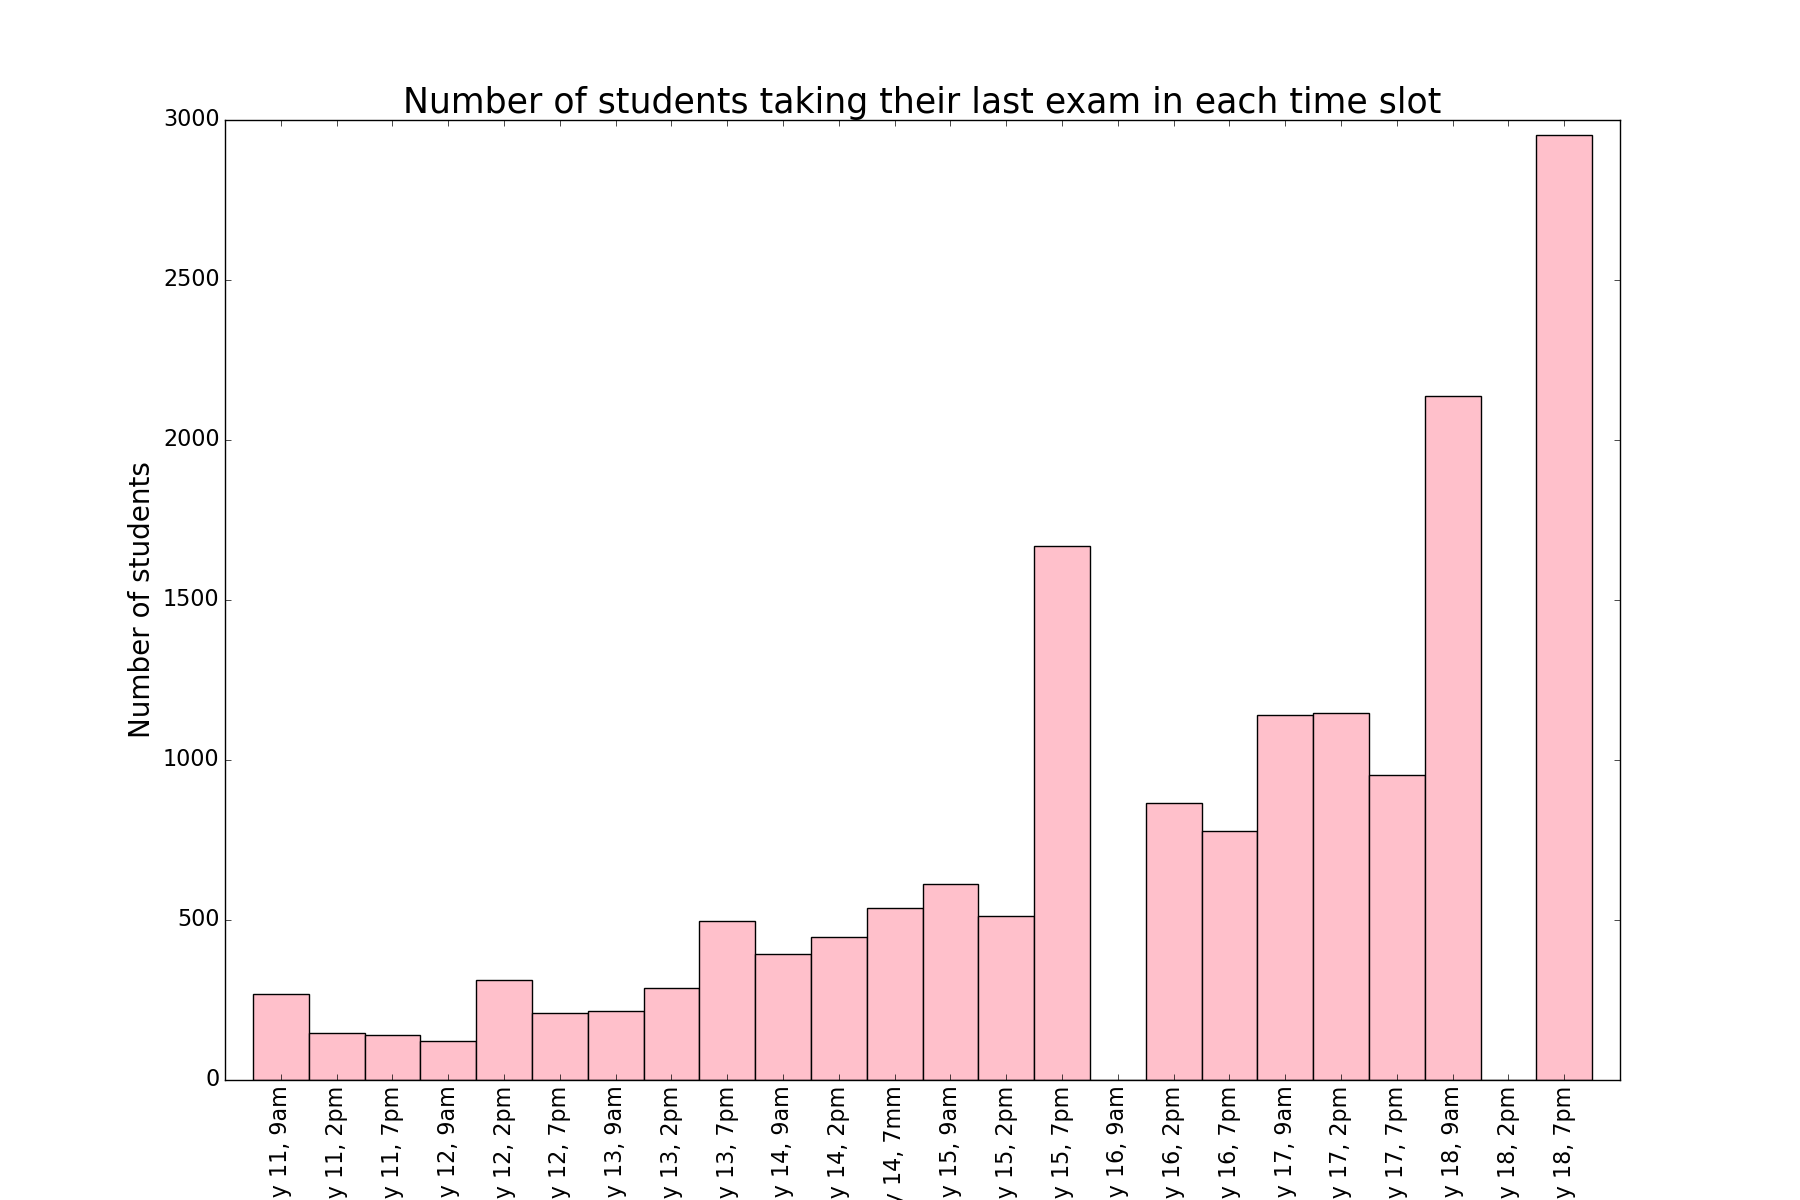 Number of students taking their last exam in each time slot
Number of students
3000
2500
2000
1500
1000
500
0
y 11, 9am
y 11, 2pm
y 11, 7pm
y 12, 9am
y 12, 2pm
y 12, 7pm
y 13, 9am
y 13, 2pm
y 13, 7pm
y 14, 9am
y 14, 2pm
y 14, 7mm
y 15, 9am
y 15, 2pm
y 15, 7pm
y 16, 9am
y 16, 2pm
y 16, 7pm
y 17, 9am
y 17, 2pm
y 17, 7pm
y 18, 9am
y 18, 2pm
y 18, 7pm